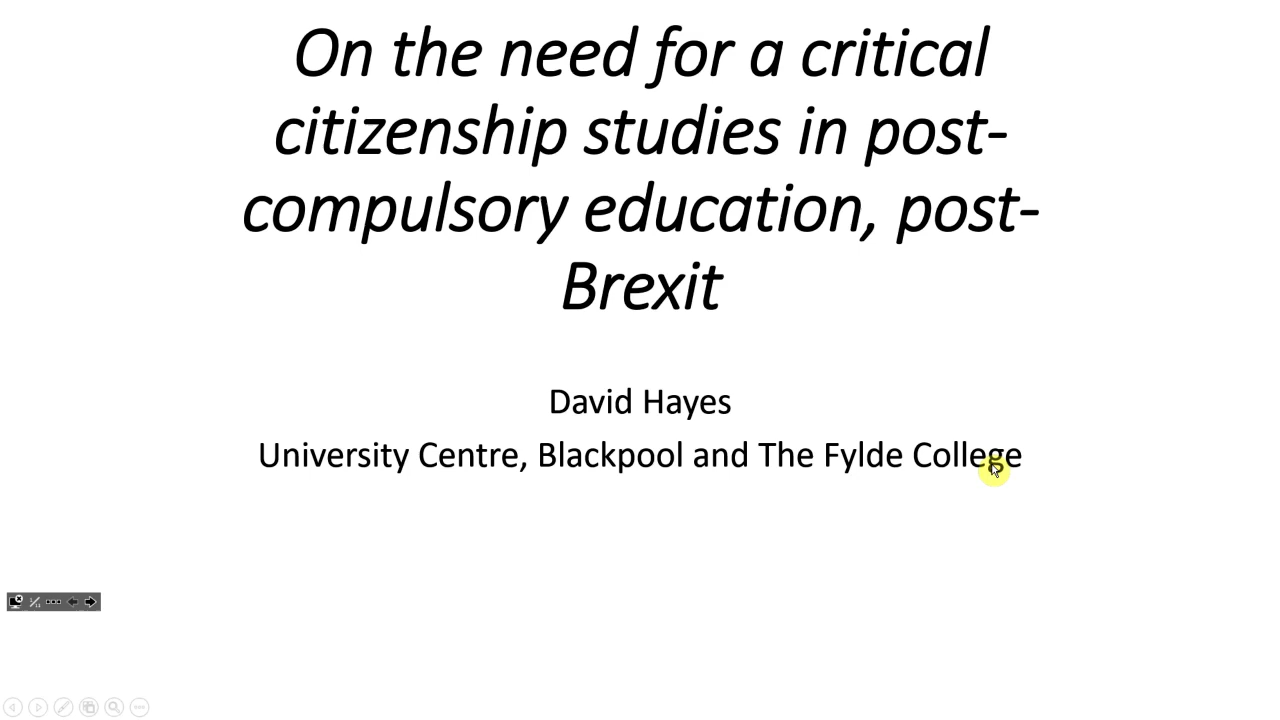 On the need for a critical
citizenship studies in post-
compulsory education, post-
Brexit
David Hayes
University Centre, Blackpool and The Fylde College